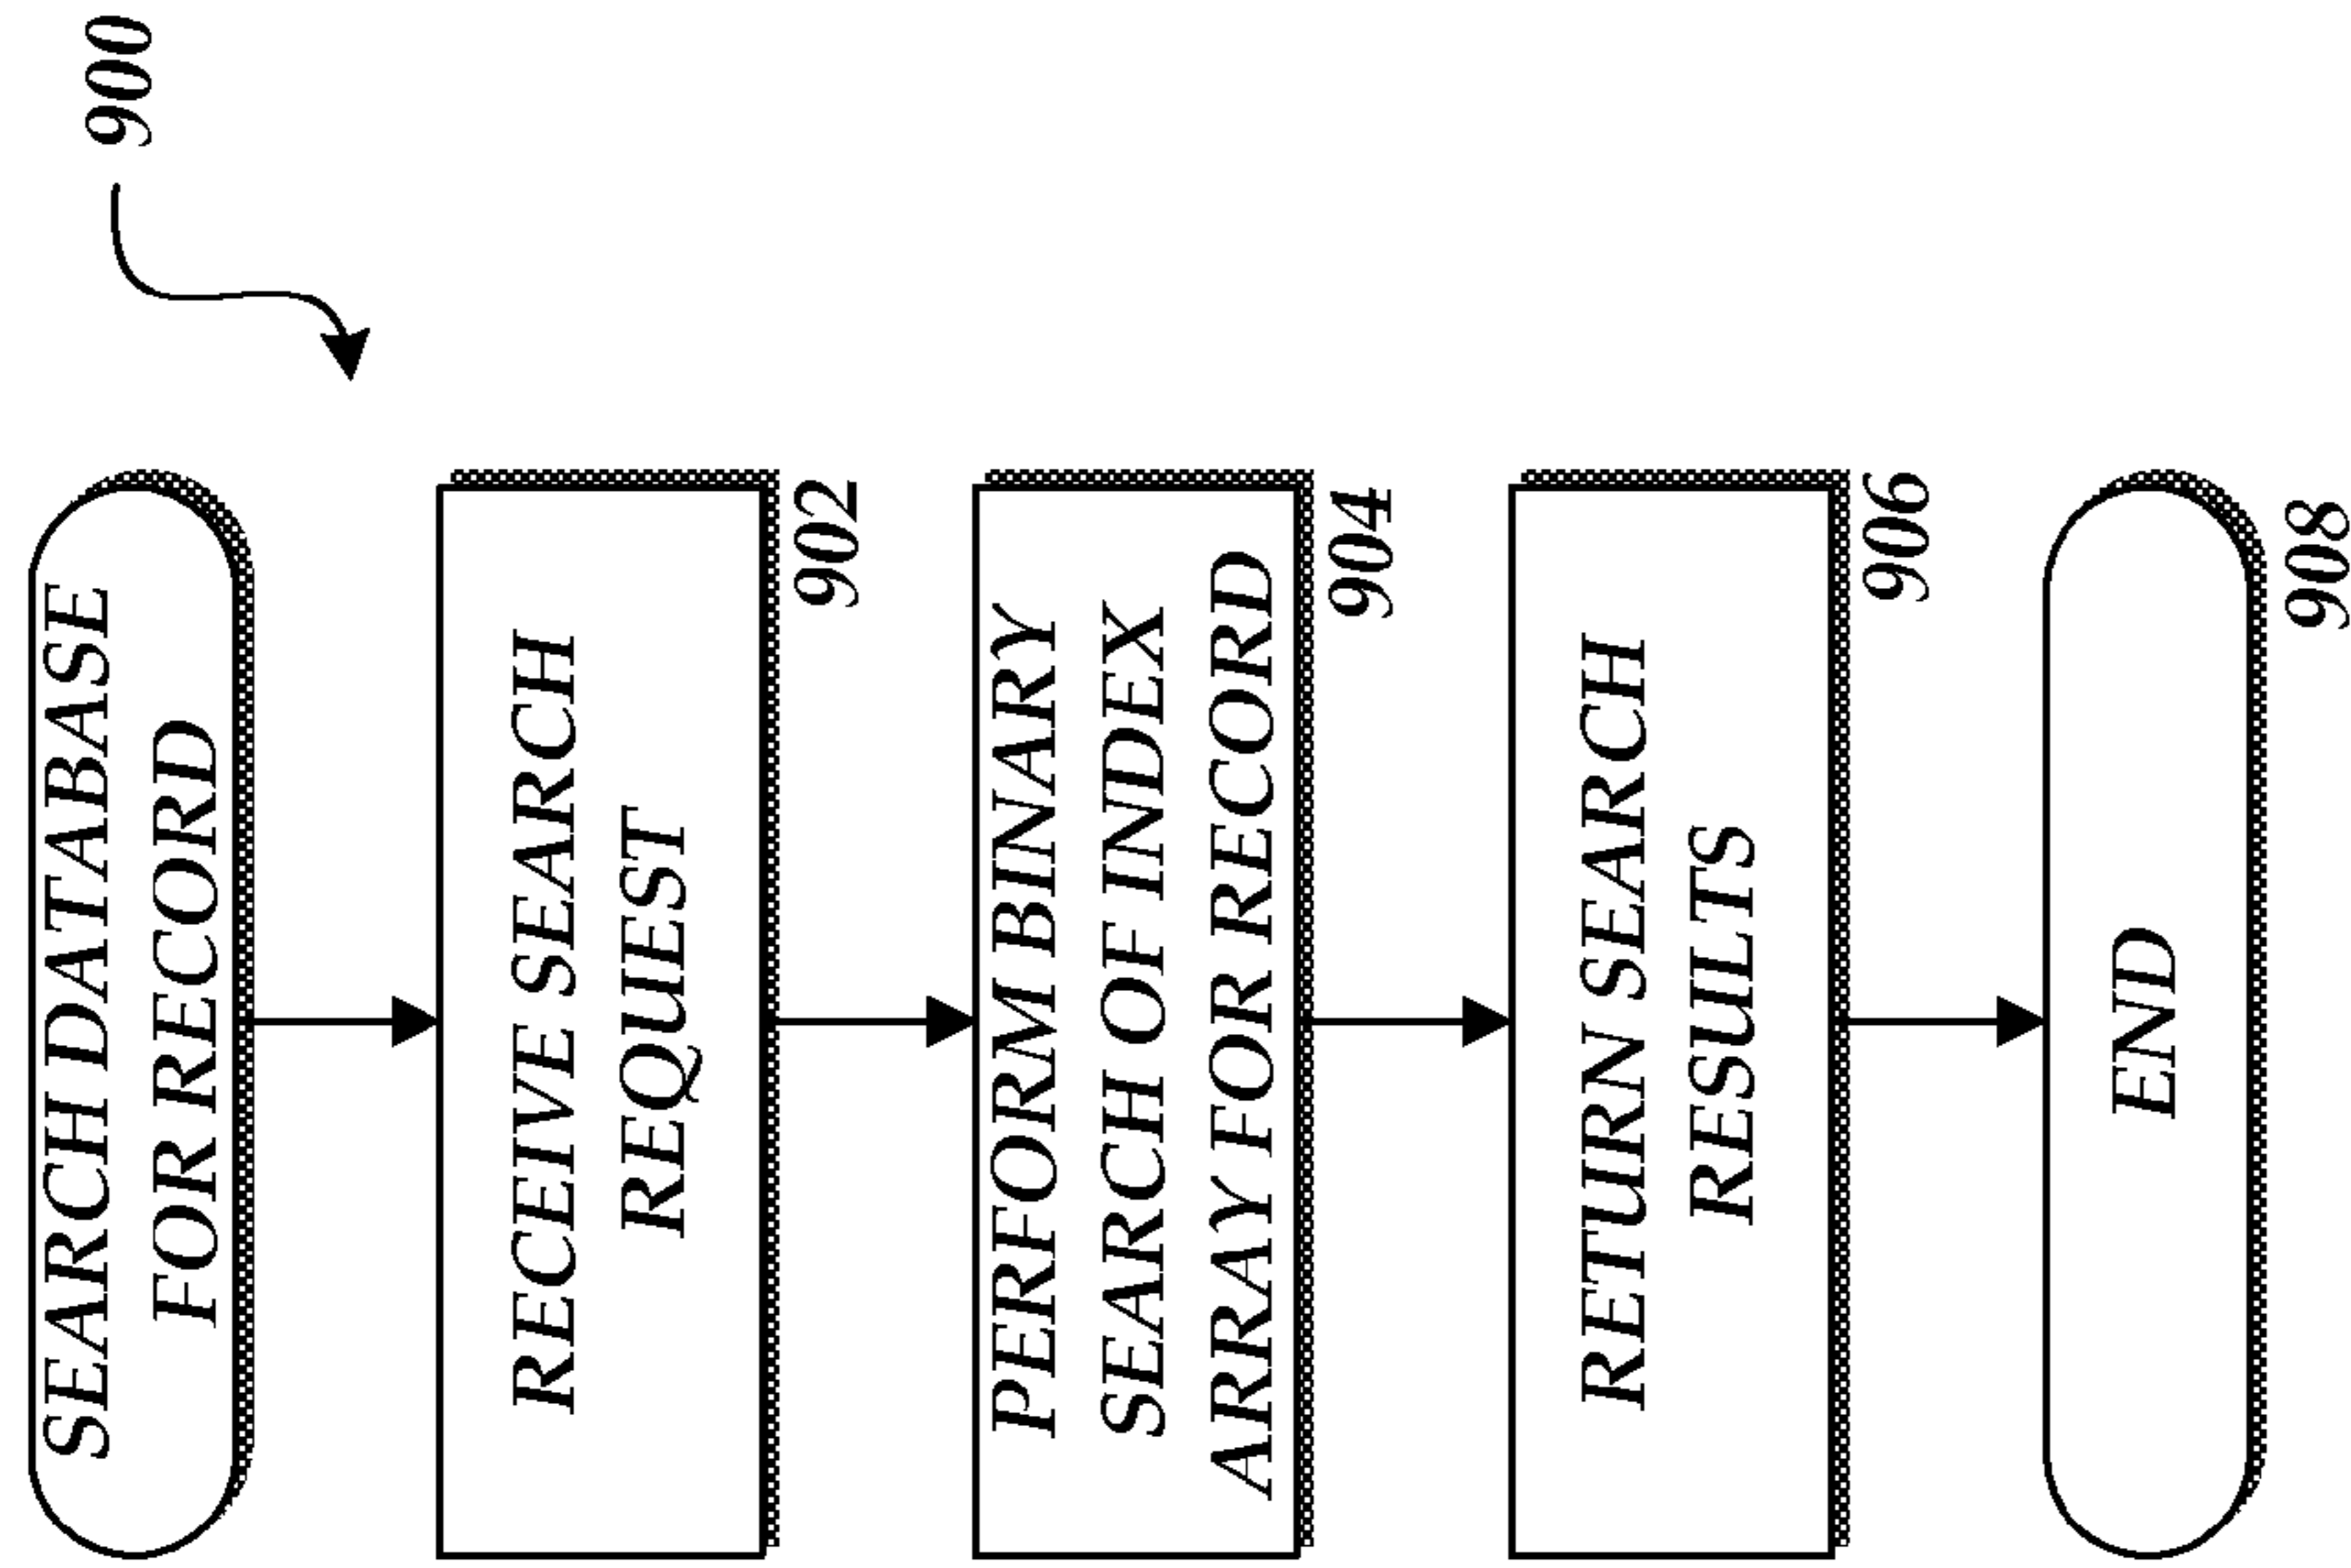 900
SEARCH DATABASE
FOR RECORD
RECEIVE SEARCH
REQUEST
902
PERFORM BINARY
SEARCH OF INDEX
ARRAY FOR RECORD
904
RETURN SEARCH
RESULTS
906
END
908